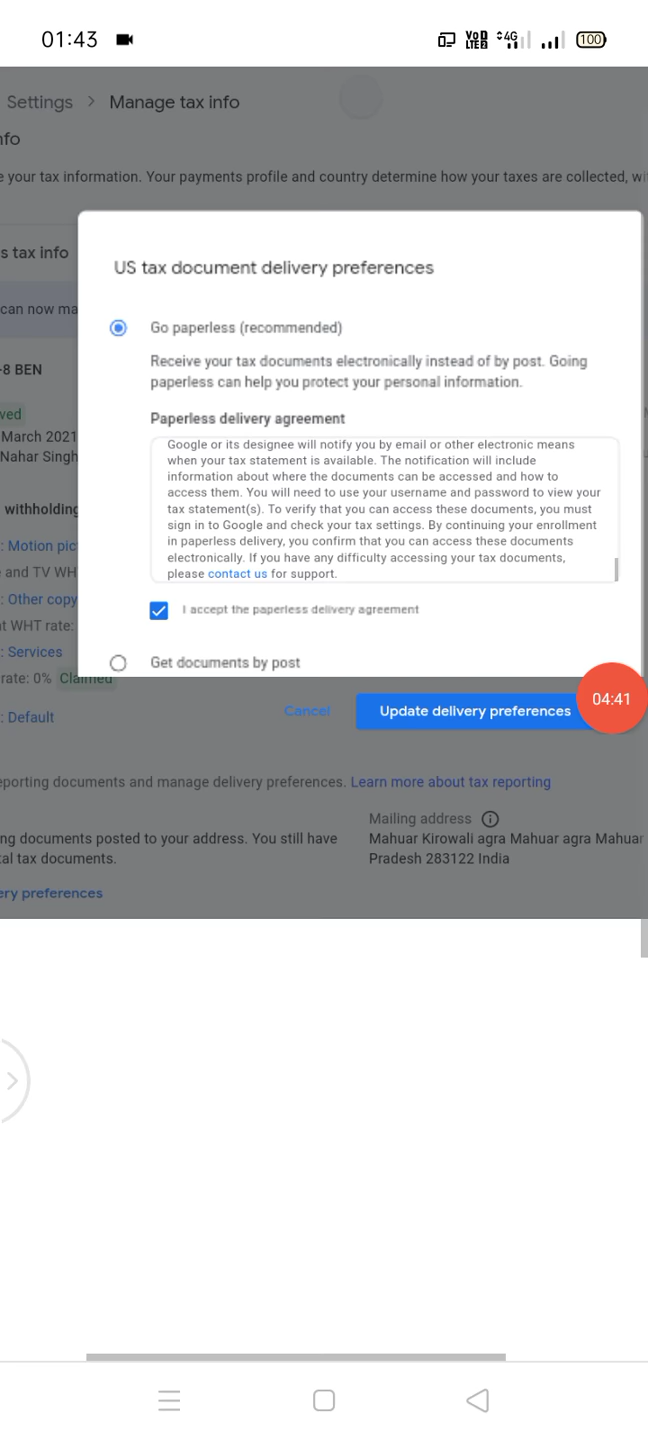 01:43
VoD LTE2 4G 100
Settings > Manage tax info
nfo
e your tax information. Your payments profile and country determine how your taxes are collected, wi
s tax info
can now ma
US tax document delivery preferences
Go paperless (recommended)
Receive your tax documents electronically instead of by post. Going
paperless can help you protect your personal information.
Paperless delivery agreement
Google or its designee will notify you by email or other electronic means
when your tax statement is available. The notification will include
information about where the documents can be accessed and how to
access them. You will need to use your username and password to view your
tax statement(s). To verify that you can access these documents, you must
sign in to Google and check your tax settings. By continuing your enrollment
in paperless delivery, you confirm that you can access these documents
electronically. If you have any difficulty accessing your tax documents,
please contact us for support.
I accept the paperless delivery agreement
Get documents by post
-8 BEN
ved
March 2021
Nahar Singh
withholding
: Motion pic
e and TV WH
: Other copy
nt WHT rate:
: Services
rate: 0% Claimed
: Default
Cancel
Update delivery preferences
04:41
eporting documents and manage delivery preferences. Learn more about tax reporting
ng documents posted to your address. You still have
tal tax documents.
ery preferences
Mailing address
Mahuar Kirowali agra Mahuar agra Mahuar
Pradesh 283122 India